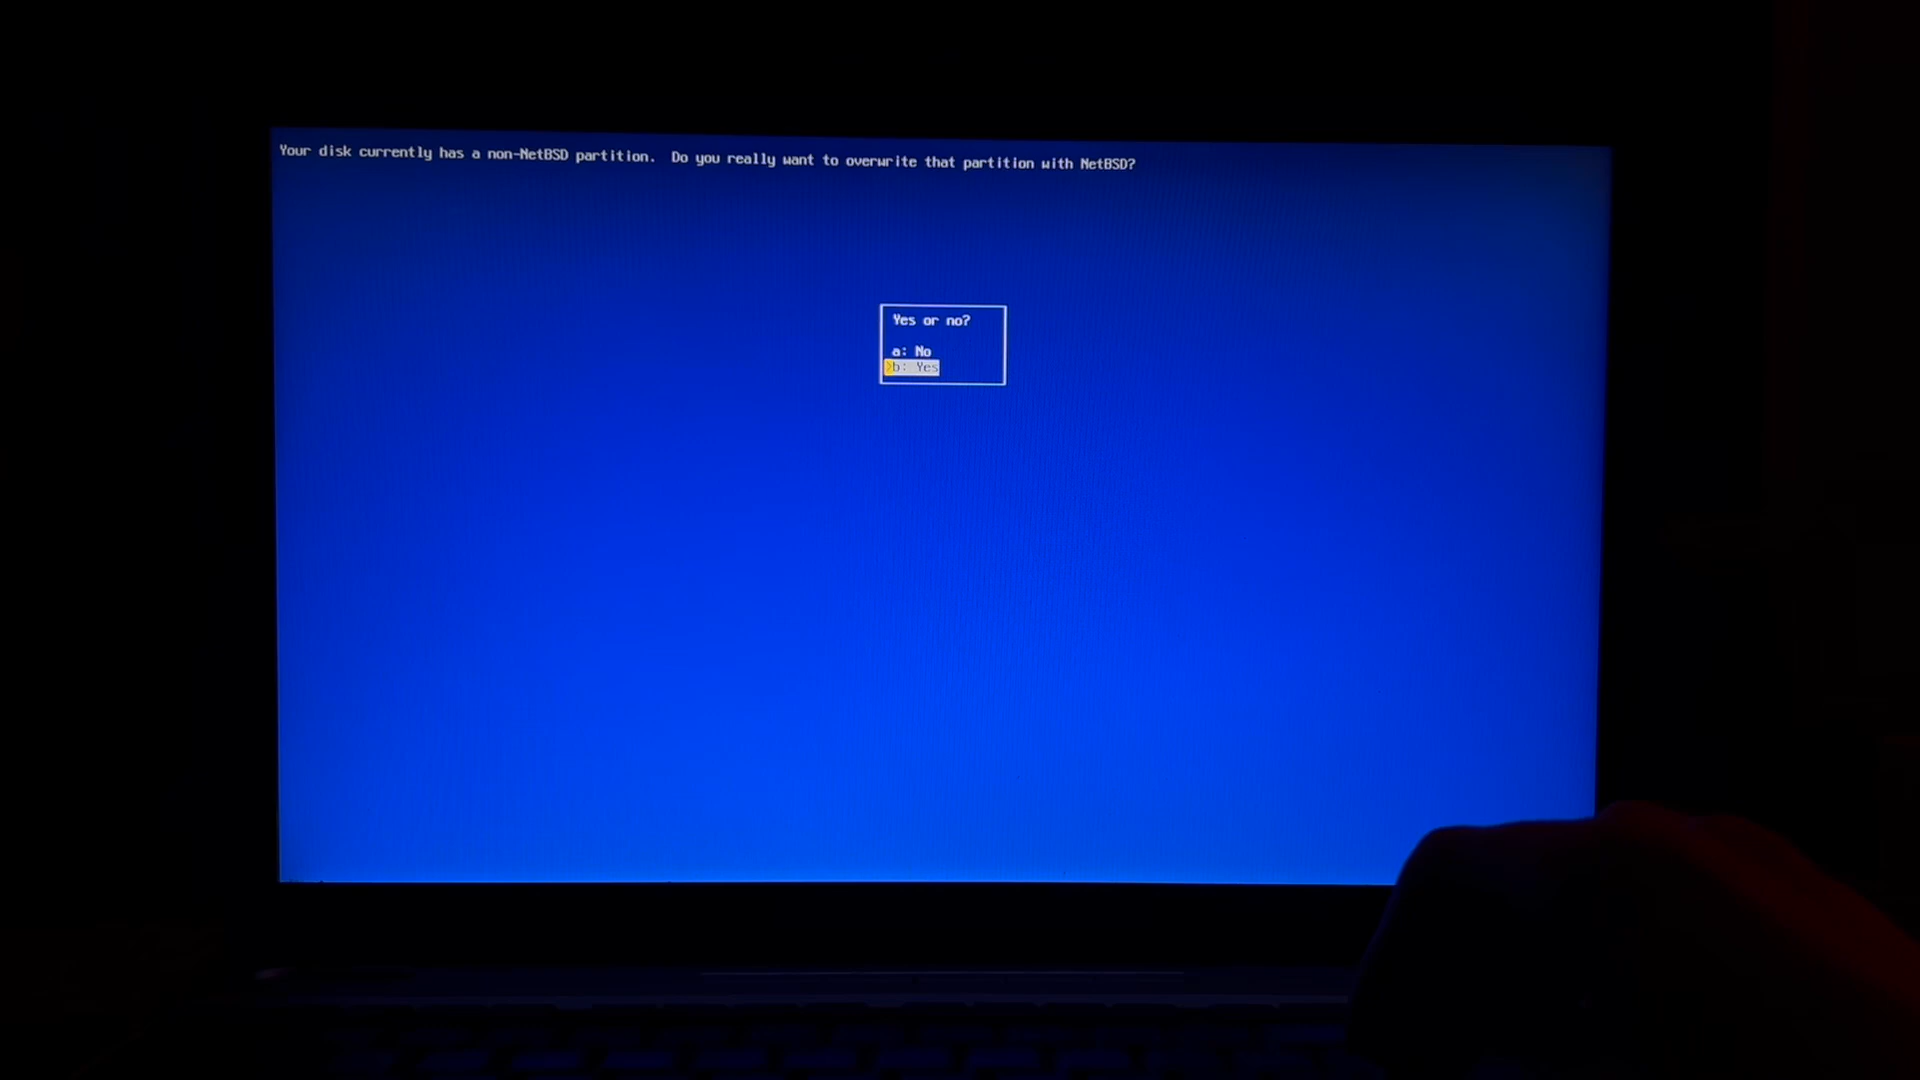 Your disk currently has a non-NetBSD partition.  Do you really want to overwrite that partition with NetBSD?
Yes or no?
a: No
>b: Yes